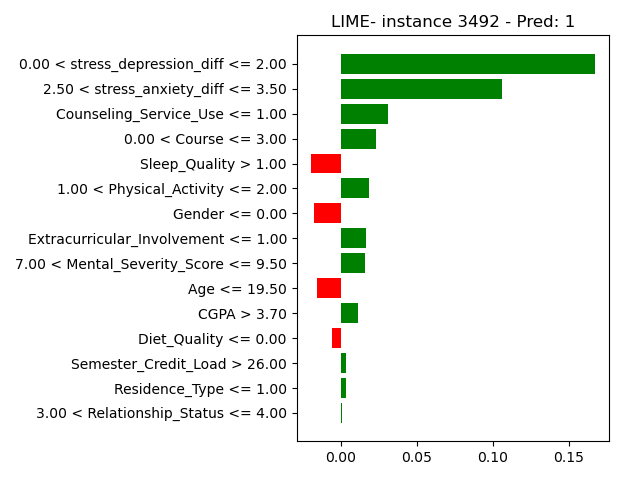 LIME- instance 3492 - Pred: 1
0.00 < stress_depression_diff <= 2.00
2.50 < stress_anxiety_diff <= 3.50
Counseling_Service_Use <= 1.00
0.00 < Course <= 3.00
Sleep_Quality > 1.00
1.00 < Physical_Activity <= 2.00
Gender <= 0.00
Extracurricular_Involvement <= 1.00
7.00 < Mental_Severity_Score <= 9.50
Age <= 19.50
CGPA > 3.70
Diet_Quality <= 0.00
Semester_Credit_Load > 26.00
Residence_Type <= 1.00
3.00 < Relationship_Status <= 4.00
0.00 0.05 0.10 0.15